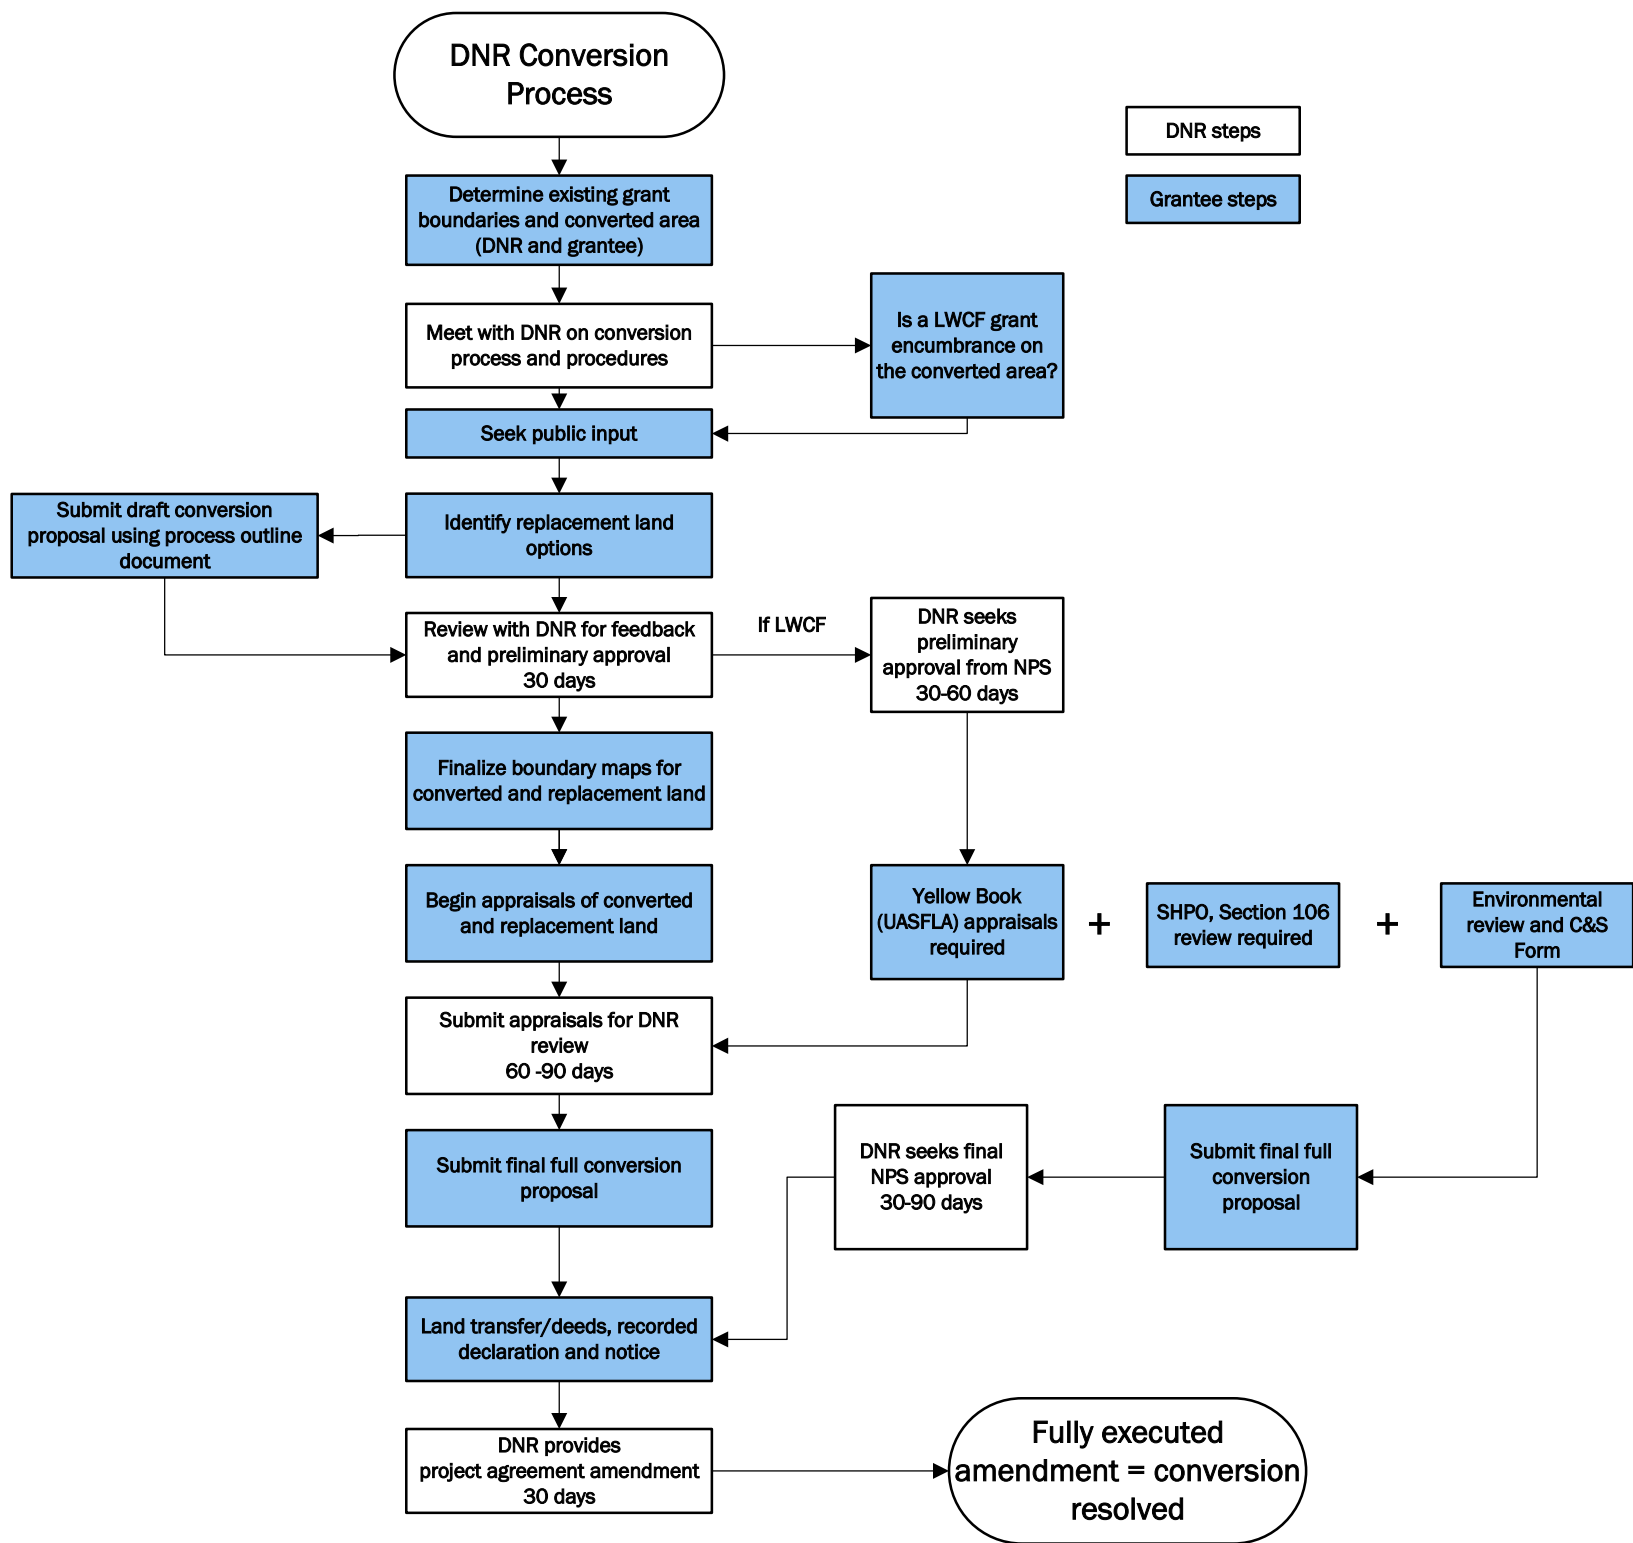 DNR Conversion
Process
DNR steps
Grantee steps
Determine existing grant
boundaries and converted area
(DNR and grantee)
Meet with DNR on conversion
process and procedures
Is a LWCF grant
encumbrance on
the converted area?
Seek public input
Submit draft conversion
proposal using process outline
document
Identify replacement land
options
Review with DNR for feedback
and preliminary approval
30 days
If LWCF
DNR seeks
preliminary
approval from NPS
30-60 days
Finalize boundary maps for
converted and replacement land
Begin appraisals of converted
and replacement land
Yellow Book
(UASFLA) appraisals
required
+
SHPO, Section 106
review required
+
Environmental
review and C&S
Form
Submit appraisals for DNR
review
60 -90 days
Submit final full conversion
proposal
DNR seeks final
NPS approval
30-90 days
Submit final full
conversion
proposal
Land transfer/deeds, recorded
declaration and notice
DNR provides
project agreement amendment
30 days
Fully executed
amendment = conversion
resolved